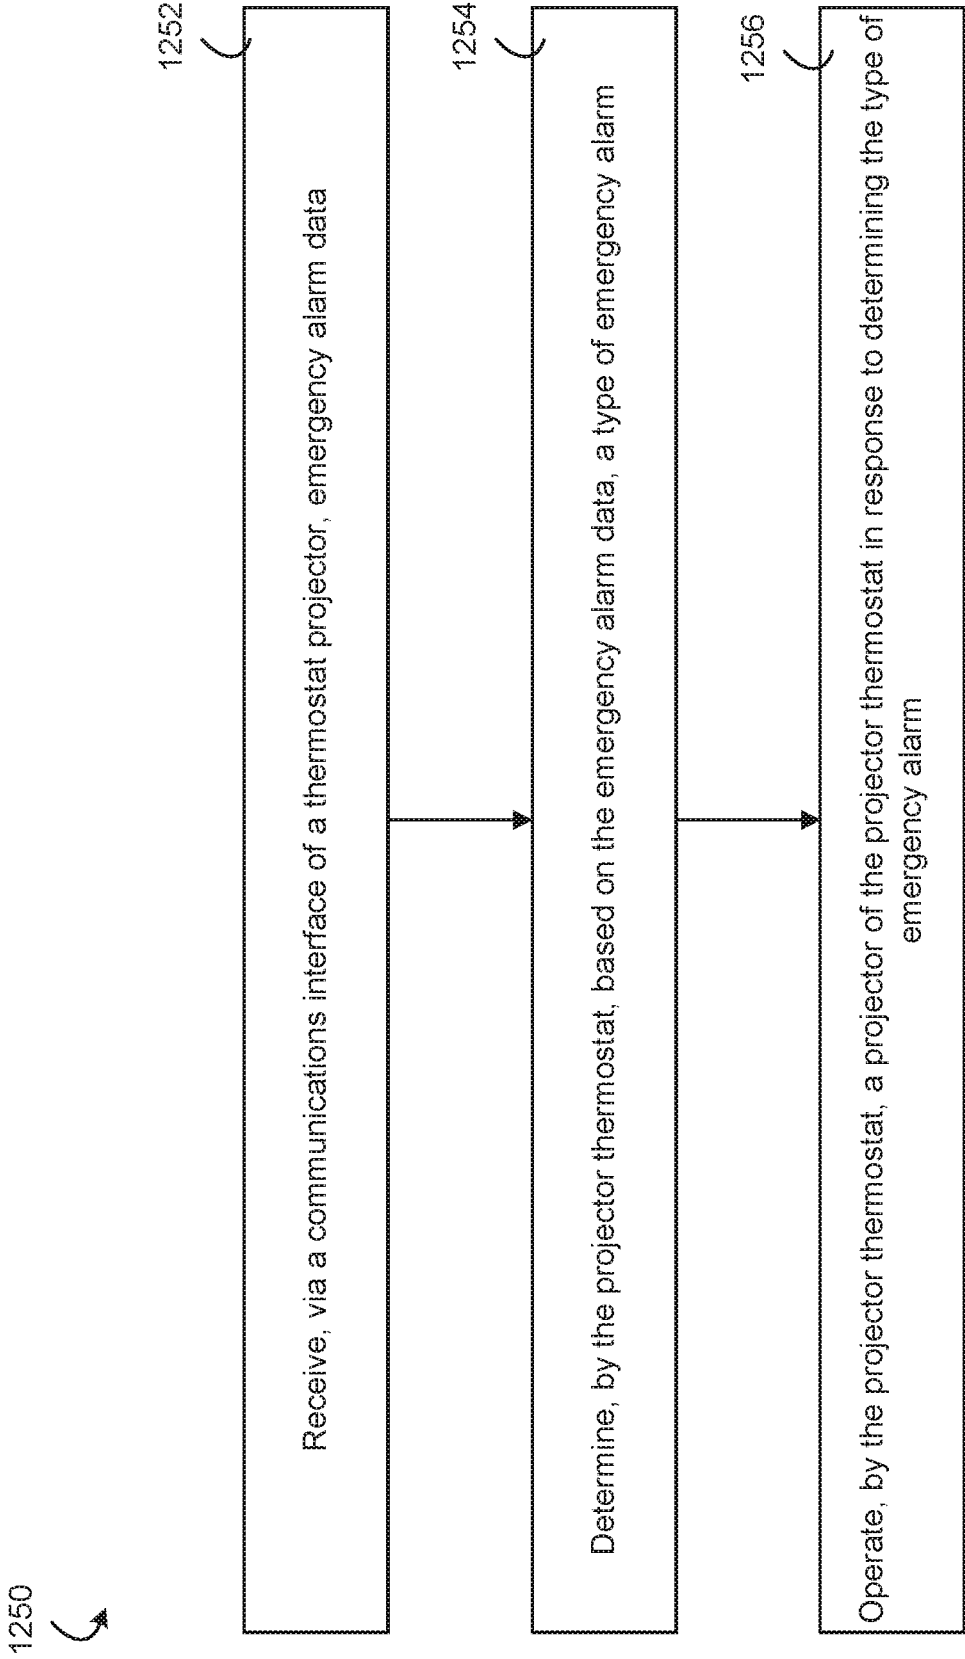 1250
1252
Receive, via a communications interface of a thermostat projector, emergency alarm data
1254
Determine, by the projector thermostat, based on the emergency alarm data, a type of emergency alarm
1256
Operate, by the projector thermostat, a projector of the projector thermostat in response to determining the type of
emergency alarm